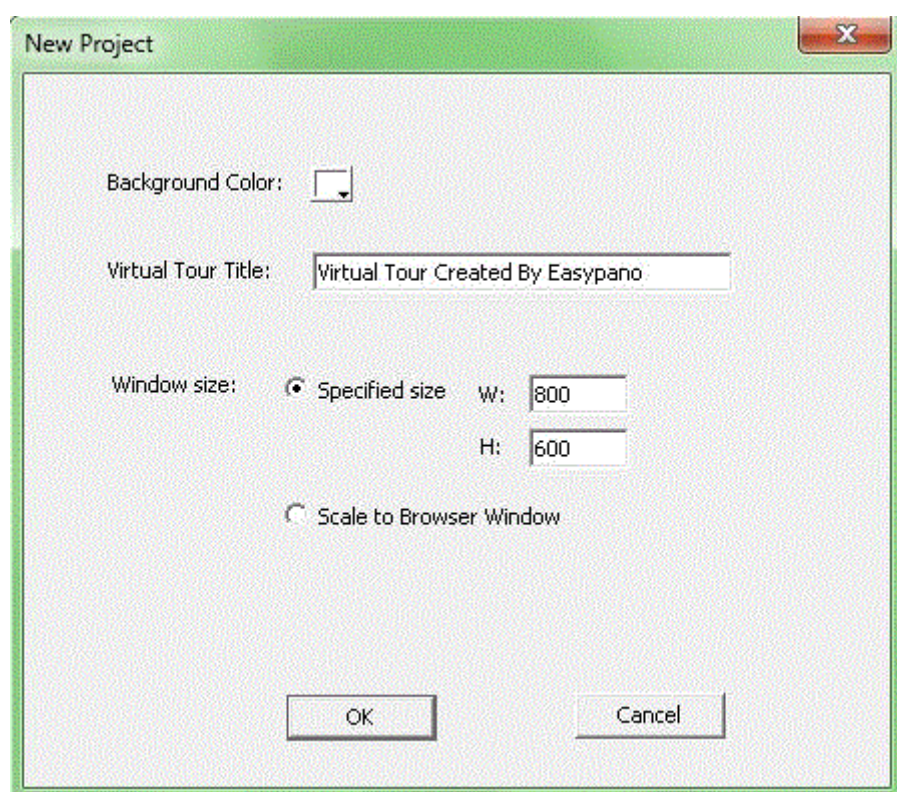 New Project
Background Color:
Virtual Tour Title: Virtual Tour Created By Easypano
Window size: Specified size W: 800
H: 600
Scale to Browser Window
OK Cancel